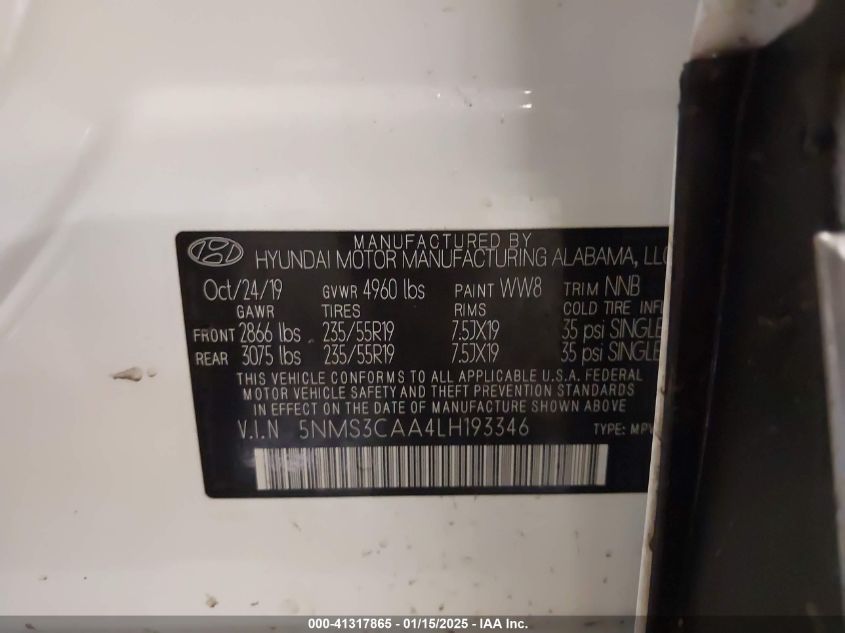 MANUFACTURED BY
HYUNDAI MOTOR MANUFACTURING ALABAMA, LLC
Oct/24/19 GVWR 4960 lbs PAINT WW8 TRIM NNB
GAWR TIRES RIMS COLD TIRE INFL
FRONT 2866 lbs 235/55R19 7.5JX19 35 psi SINGLE
REAR 3075 lbs 235/55R19 7.5JX19 35 psi SINGLE
THIS VEHICLE CONFORMS TO ALL APPLICABLE U.S.A. FEDERAL
MOTOR VEHICLE SAFETY AND THEFT PREVENTION STANDARDS
IN EFFECT ON THE DATE OF MANUFACTURE SHOWN ABOVE.
V.I.N 5NMS3CAA4LH193346 TYPE: MPV
000-41317865 - 01/15/2025 - IAA Inc.